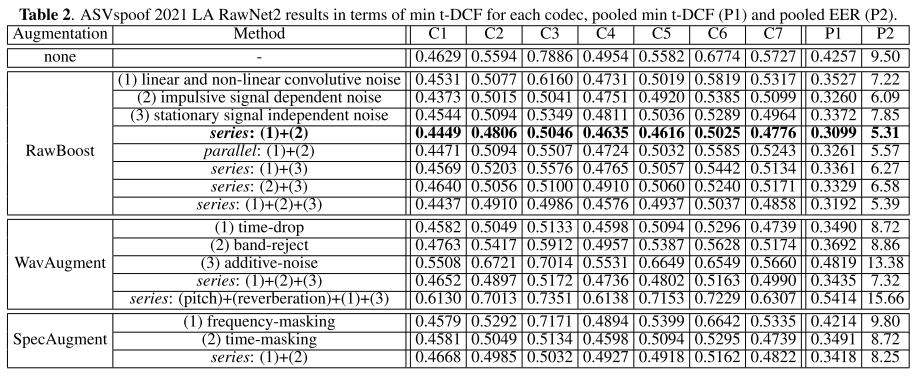 Table 2. ASVspoof 2021 LA RawNet2 results in terms of min t-DCF for each codec, pooled min t-DCF (P1) and pooled EER (P2).
Augmentation Method C1 C2 C3 C4 C5 C6 C7 P1 P2
none - 0.4629 0.5594 0.7886 0.4954 0.5582 0.6774 0.5727 0.4257 9.50
RawBoost
(1) linear and non-linear convolutive noise 0.4531 0.5077 0.6160 0.4731 0.5019 0.5819 0.5317 0.3527 7.22
(2) impulsive signal dependent noise 0.4373 0.5015 0.5041 0.4751 0.4920 0.5385 0.5099 0.3260 6.09
(3) stationary signal independent noise 0.4544 0.5094 0.5349 0.4811 0.5036 0.5289 0.4964 0.3372 7.85
series: (1)+(2) 0.4449 0.4806 0.5046 0.4635 0.4616 0.5025 0.4776 0.3099 5.31
parallel: (1)+(2) 0.4471 0.5094 0.5507 0.4724 0.5032 0.5585 0.5243 0.3261 5.57
series: (1)+(3) 0.4569 0.5203 0.5576 0.4765 0.5057 0.5442 0.5134 0.3361 6.27
series: (2)+(3) 0.4640 0.5056 0.5100 0.4910 0.5060 0.5240 0.5171 0.3329 6.58
series: (1)+(2)+(3) 0.4437 0.4910 0.4986 0.4576 0.4937 0.5037 0.4858 0.3192 5.39
WavAugment
(1) time-drop 0.4582 0.5049 0.5133 0.4598 0.5094 0.5296 0.4739 0.3490 8.72
(2) band-reject 0.4763 0.5417 0.5912 0.4957 0.5387 0.5628 0.5174 0.3692 8.86
(3) additive-noise 0.5508 0.6721 0.7014 0.5531 0.6649 0.6549 0.5660 0.4819 13.38
series: (1)+(2)+(3) 0.4652 0.4897 0.5172 0.4736 0.4802 0.5163 0.4990 0.3435 7.32
series: (pitch)+(reverberation)+(1)+(3) 0.6130 0.7013 0.7351 0.6138 0.7153 0.7229 0.6307 0.5414 15.66
SpecAugment
(1) frequency-masking 0.4579 0.5292 0.7171 0.4894 0.5399 0.6642 0.5335 0.4214 9.80
(2) time-masking 0.4581 0.5049 0.5134 0.4598 0.5094 0.5295 0.4739 0.3491 8.72
series: (1)+(2) 0.4668 0.4985 0.5032 0.4927 0.4918 0.5162 0.4822 0.3418 8.25